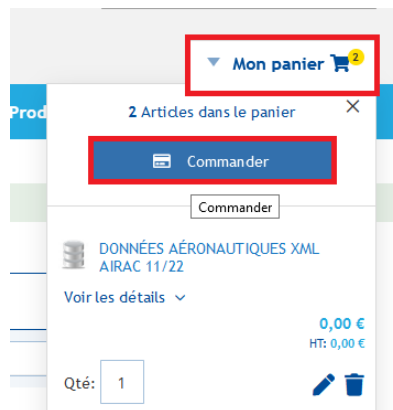 Mon panier 2
Prod
2 Articles dans le panier
Commander
Commander
DONNÉES AÉRONAUTIQUES XML
AIRAC 11/22
Voir les détails
0,00 €
HT: 0,00 €
Qté: 1